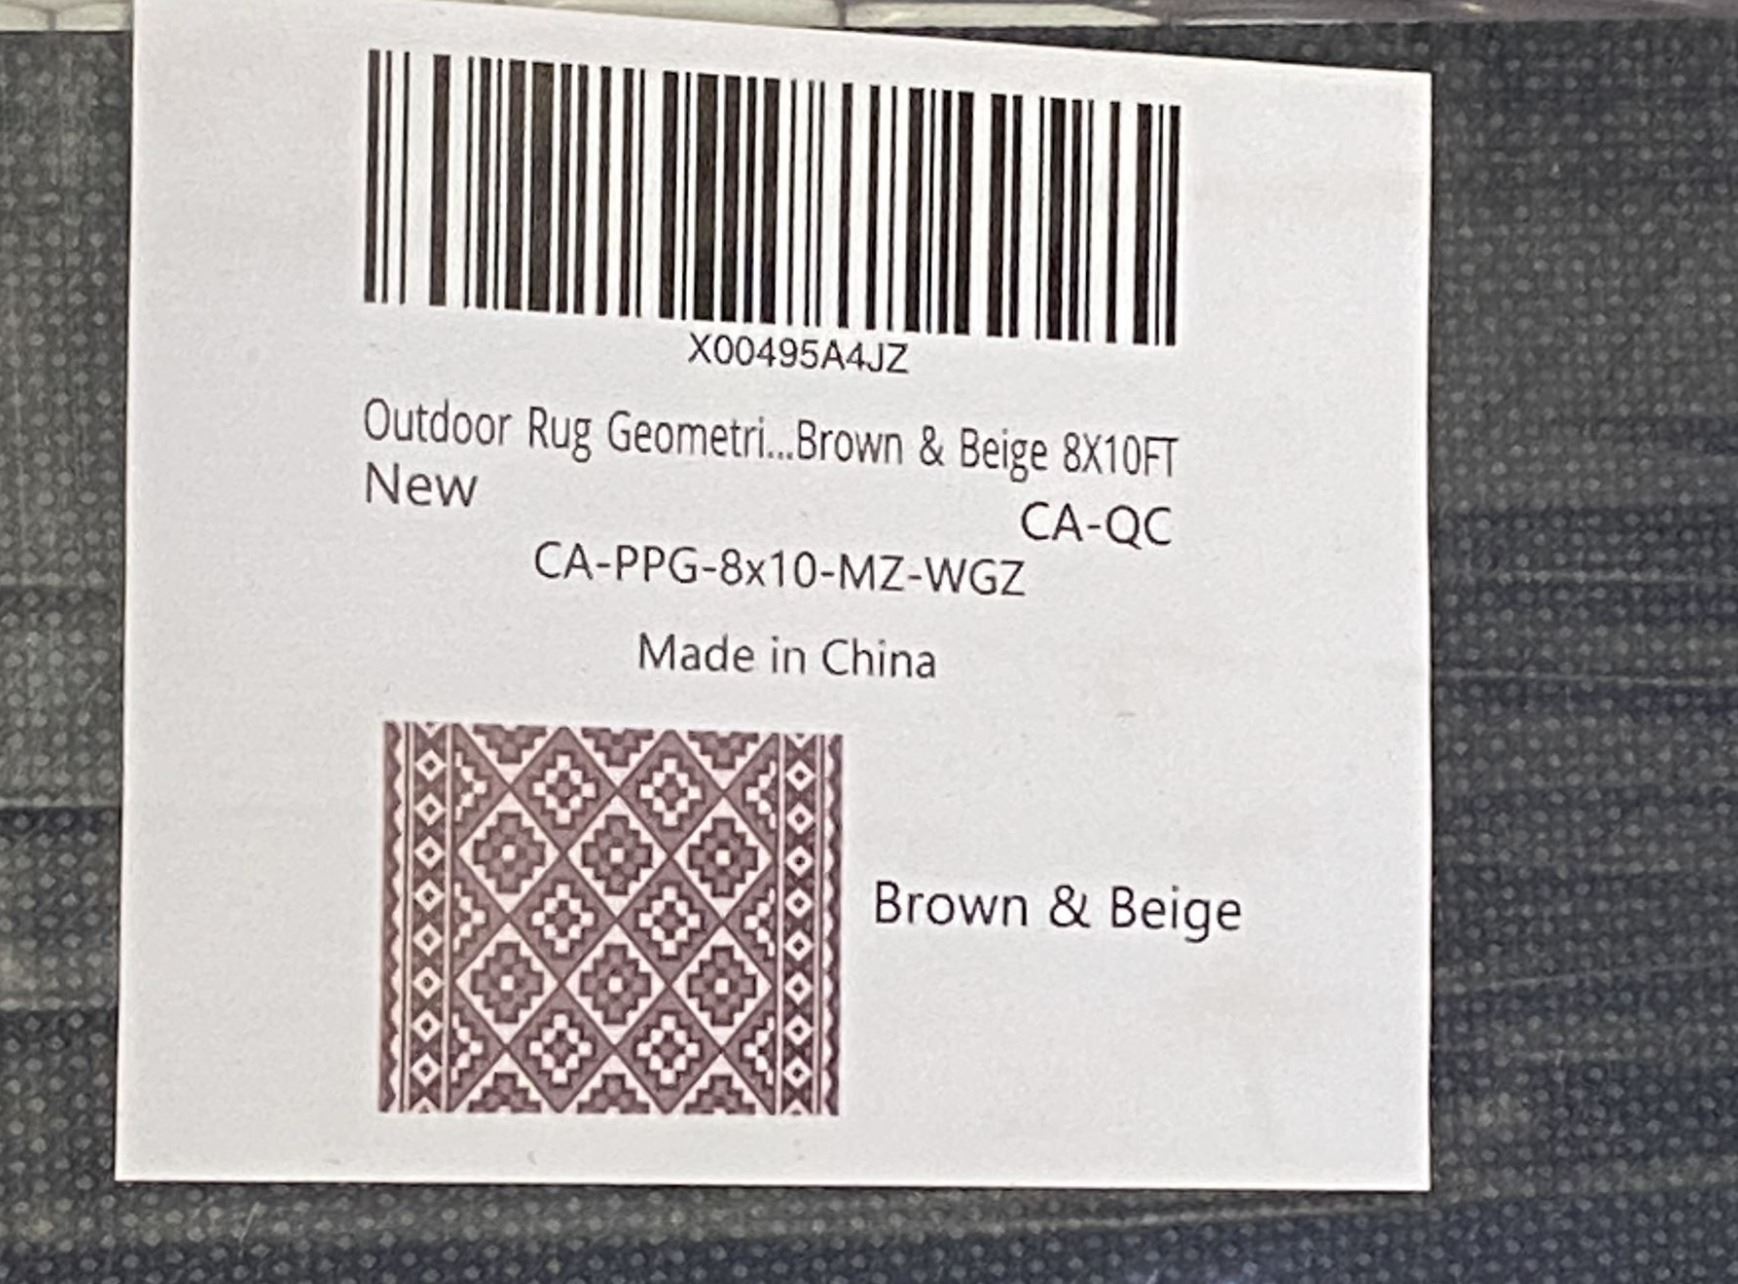 X00495A4JZ
Outdoor Rug Geometri...Brown & Beige 8X10FT
New
CA-QC
CA-PPG-8x10-MZ-WGZ
Made in China
Brown & Beige